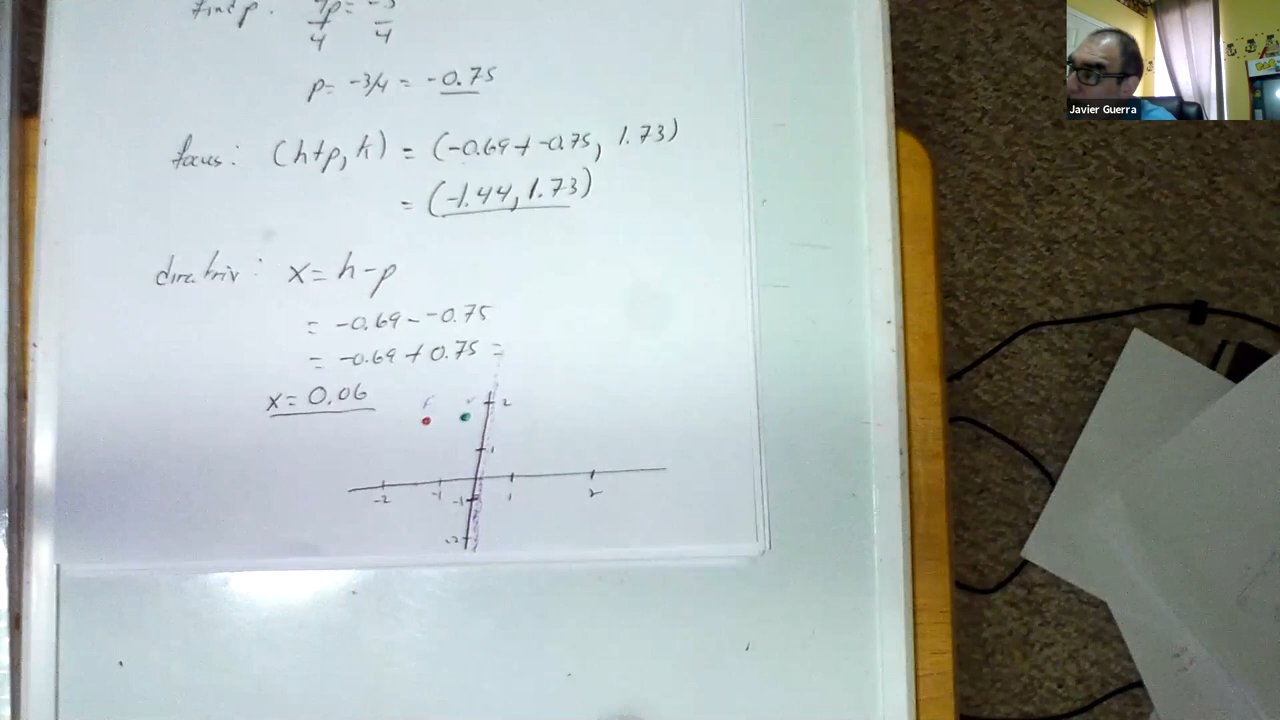 find p: 4p = -3
4 4
p = -3/4 = -0.75
focus: (h+p, k) = (-0.69 + -0.75, 1.73)
= (-1.44, 1.73)
directrix: x = h-p
= -0.69 - -0.75
= -0.69 + 0.75 =
x = 0.06
F V 2
1
-2 -1 -1 1 2
-2
Javier Guerra